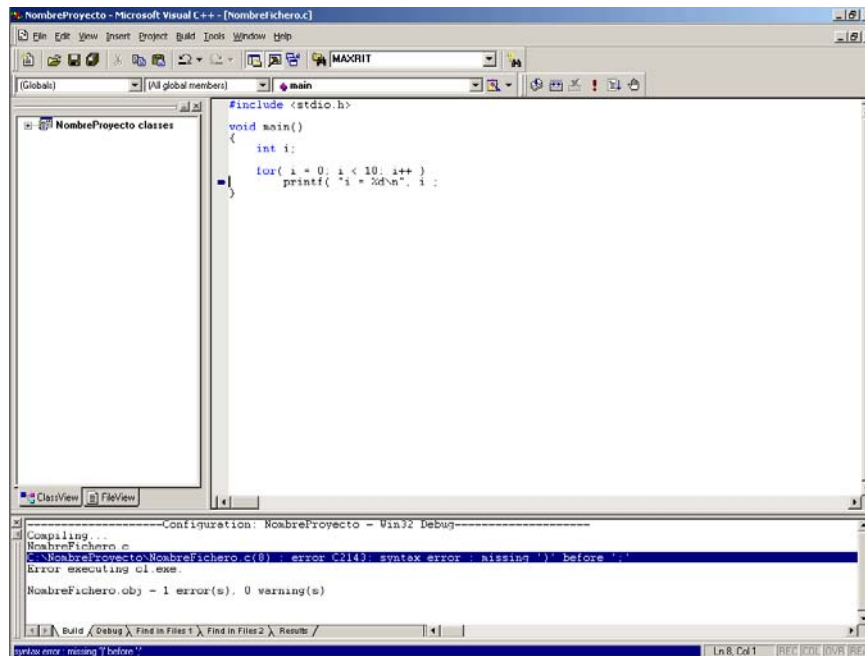 NombreProyecto - Microsoft Visual C++ - [NombreFichero.c]
File Edit View Insert Project Build Tools Window Help
MAXRIT
(Globals) (All global members) main
NombreProyecto classes
#include <stdio.h>
void main()
{
int i;
for( i = 0; i < 10; i++ )
printf( "i = %d\n", i ;
}
ClassView FileView
--------------------Configuration: NombreProyecto - Win32 Debug--------------------
Compiling...
NombreFichero.c
C:\NombreProyecto\NombreFichero.c(8) : error C2143: syntax error : missing ')' before ';'
Error executing cl.exe.
NombreFichero.obj - 1 error(s), 0 warning(s)
Build Debug Find in Files 1 Find in Files 2 Results
syntax error : missing ')' before ';' Ln 8, Col 1 REC COL OVR